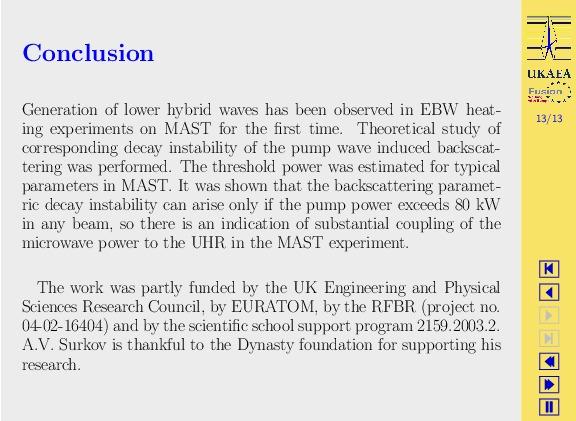 Conclusion
Generation of lower hybrid waves has been observed in EBW heat-
ing experiments on MAST for the first time. Theoretical study of
corresponding decay instability of the pump wave induced backscat-
tering was performed. The threshold power was estimated for typical
parameters in MAST. It was shown that the backscattering paramet-
ric decay instability can arise only if the pump power exceeds 80 kW
in any beam, so there is an indication of substantial coupling of the
microwave power to the UHR in the MAST experiment.
The work was partly funded by the UK Engineering and Physical
Sciences Research Council, by EURATOM, by the RFBR (project no.
04-02-16404) and by the scientific school support program 2159.2003.2.
A.V. Surkov is thankful to the Dynasty foundation for supporting his
research.
UKAEA
Fusion
13/13